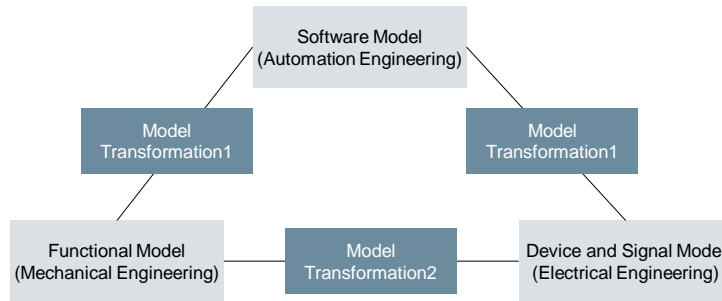 Software Model
(Automation Engineering)
Model
Transformation1
Model
Transformation1
Functional Model
(Mechanical Engineering)
Model
Transformation2
Device and Signal Mode
(Electrical Engineering)